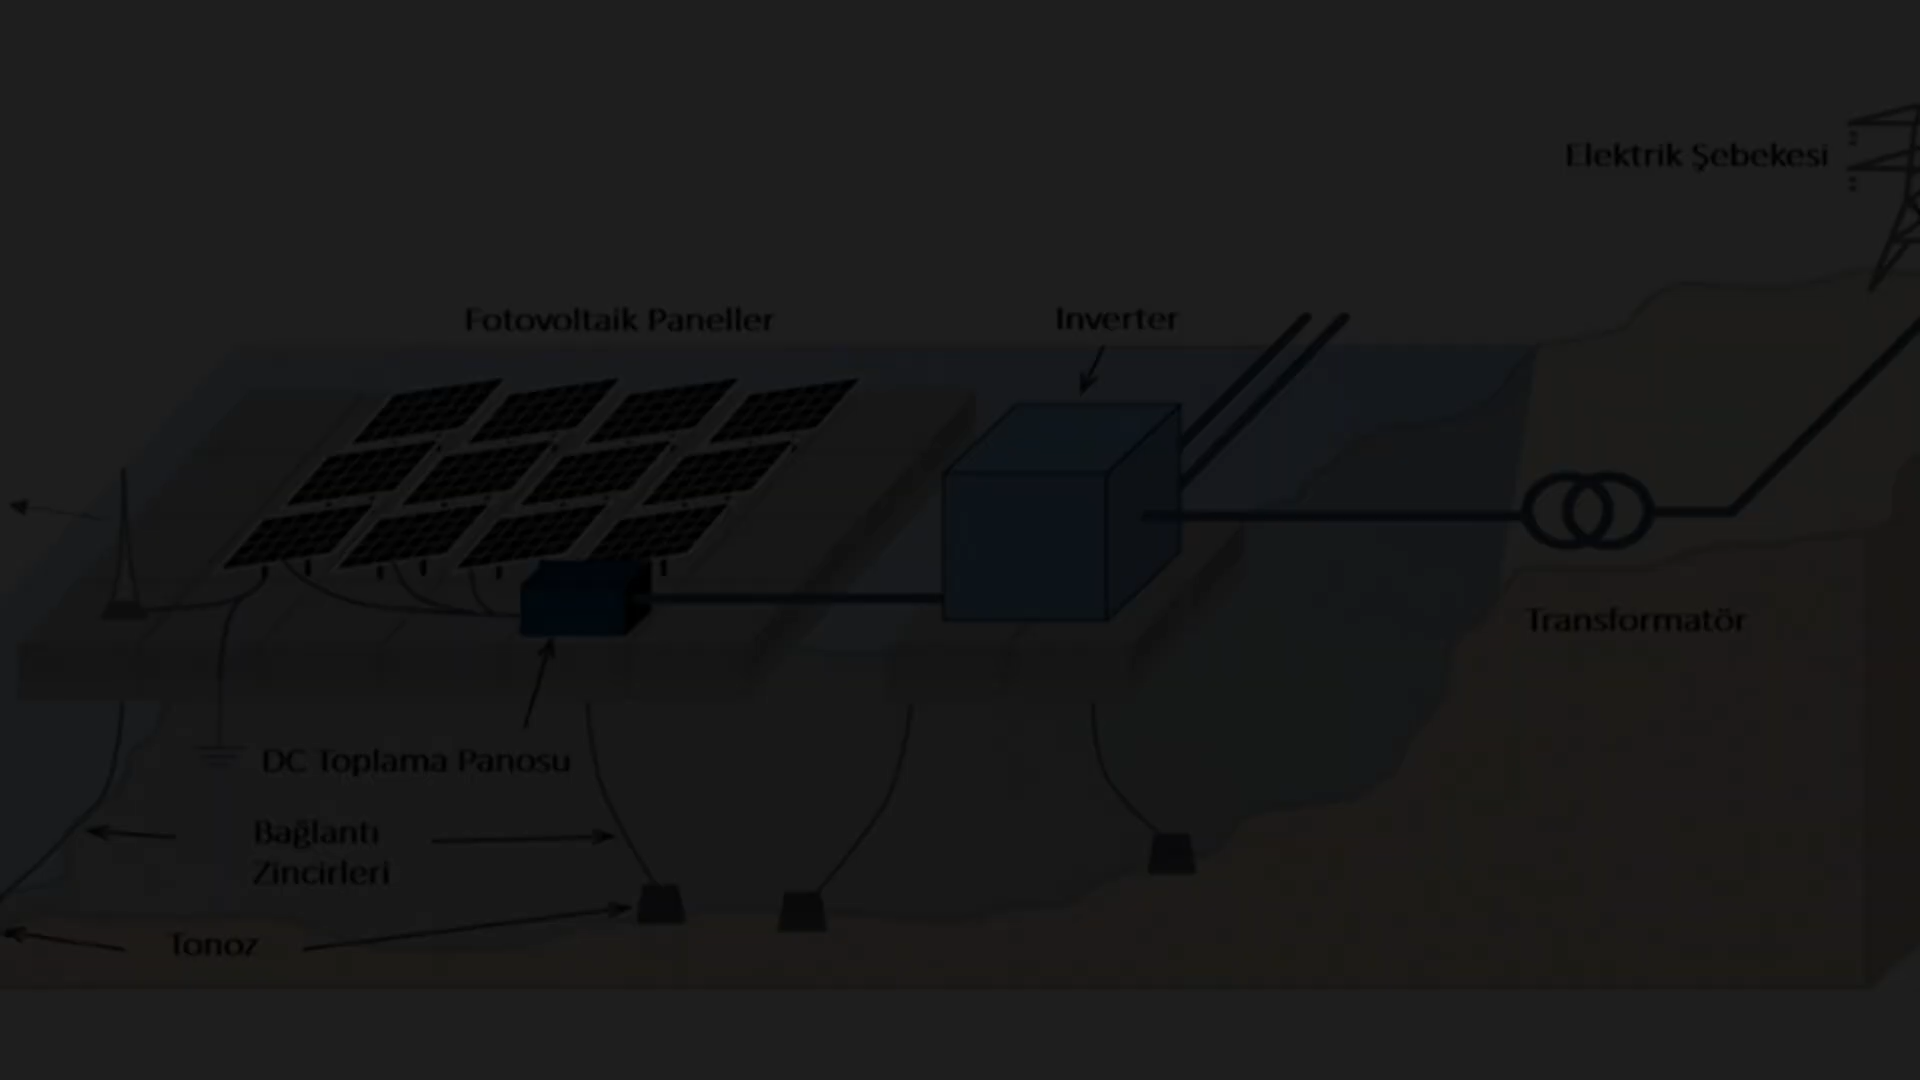 Elektrik Şebekesi
Fotovoltaik Paneller
Inverter
Transformatör
DC Toplama Panosu
Bağlantı
Zincirleri
Tonoz